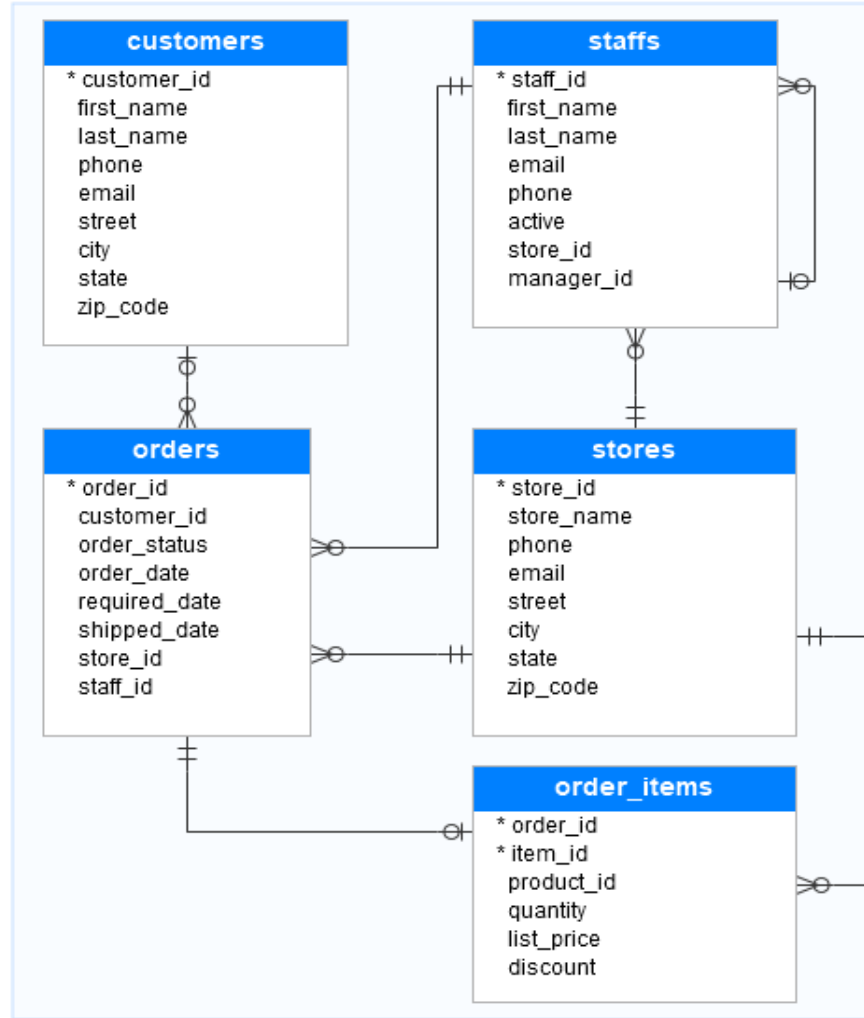 customers
* customer_id
first_name
last_name
phone
email
street
city
state
zip_code
staffs
* staff_id
first_name
last_name
email
phone
active
store_id
manager_id
orders
* order_id
customer_id
order_status
order_date
required_date
shipped_date
store_id
staff_id
stores
* store_id
store_name
phone
email
street
city
state
zip_code
order_items
* order_id
* item_id
product_id
quantity
list_price
discount